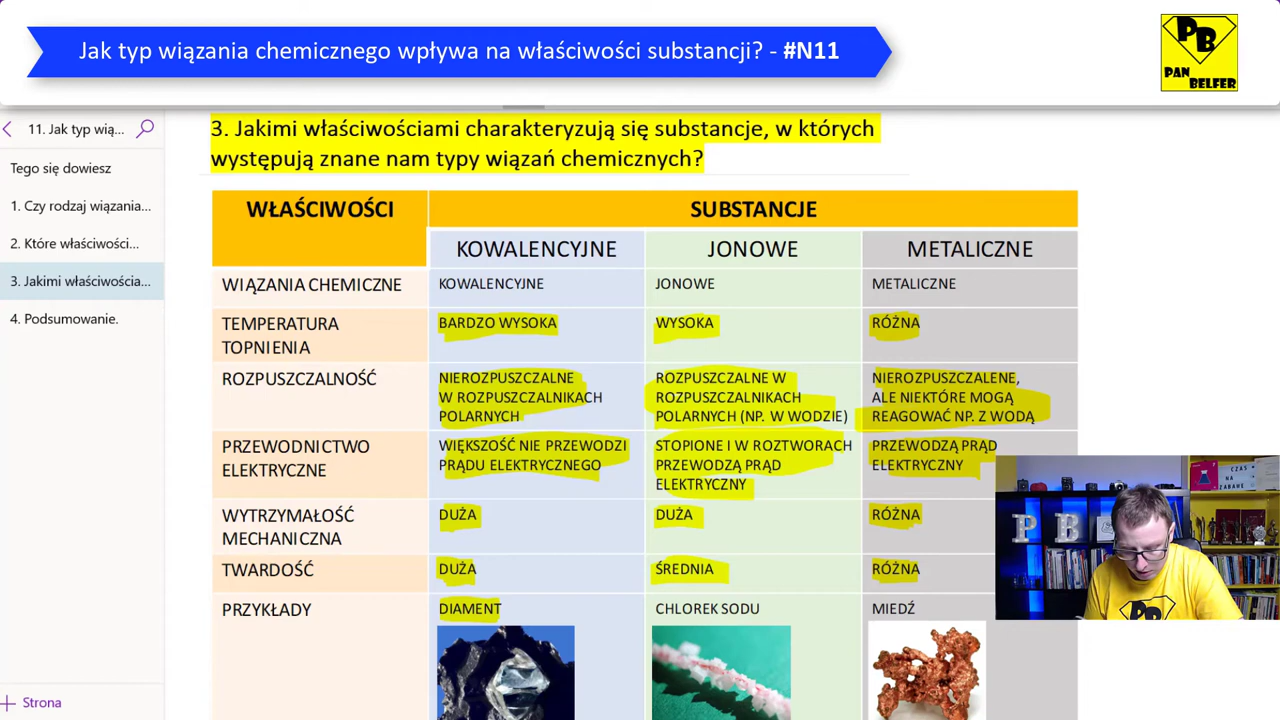 Jak typ wiązania chemicznego wpływa na właściwości substancji? - #N11
PB
PAN
BELFER
11. Jak typ wią...
Tego się dowiesz
1. Czy rodzaj wiązania...
2. Które właściwości...
3. Jakimi właściwościa...
4. Podsumowanie.
Strona
3. Jakimi właściwościami charakteryzują się substancje, w których
występują znane nam typy wiązań chemicznych?
WŁAŚCIWOŚCI
SUBSTANCJE
KOWALENCYJNE
JONOWE
METALICZNE
WIĄZANIA CHEMICZNE
KOWALENCYJNE
JONOWE
METALICZNE
TEMPERATURA
TOPNIENIA
BARDZO WYSOKA
WYSOKA
RÓŻNA
ROZPUSZCZALNOŚĆ
NIEROZPUSZCZALNE
W ROZPUSZCZALNIKACH
POLARNYCH
ROZPUSZCZALNE W
ROZPUSZCZALNIKACH
POLARNYCH (NP. W WODZIE)
NIEROZPUSZCZALENE,
ALE NIEKTÓRE MOGĄ
REAGOWAĆ NP. Z WODĄ
PRZEWODNICTWO
ELEKTRYCZNE
WIĘKSZOŚĆ NIE PRZEWODZI
PRĄDU ELEKTRYCZNEGO
STOPIONE I W ROZTWORACH
PRZEWODZĄ PRĄD
ELEKTRYCZNY
PRZEWODZĄ PRĄD
ELEKTRYCZNY
WYTRZYMAŁOŚĆ
MECHANICZNA
DUŻA
DUŻA
RÓŻNA
TWARDOŚĆ
DUŻA
ŚREDNIA
RÓŻNA
PRZYKŁADY
DIAMENT
CHLOREK SODU
MIEDŹ
CZAS
NA
ZABAWĘ
P B